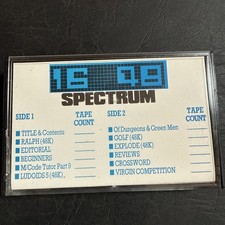 16 48
SPECTRUM
SIDE 1 TAPE COUNT
TITLE & Contents
RALPH (48K)
EDITORIAL
BEGINNERS
M/Code Tutor Part 9
LUDOIDS 5 (48K),
SIDE 2 TAPE COUNT
Of Dungeons & Green Men
GOLF (48K)
EXPLODE (48K)
REVIEWS
CROSSWORD
VIRGIN COMPETITION